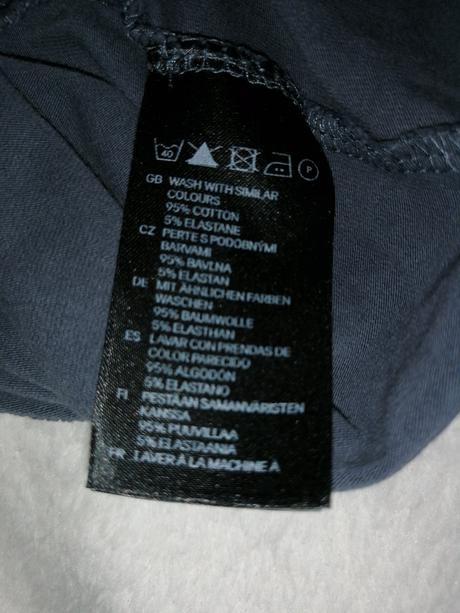 40 P
GB WASH WITH SIMILAR
COLOURS
95% COTTON
5% ELASTANE
CZ PERTE S PODOBNÝMI
BARVAMI
95% BAVLNA
5% ELASTAN
DE MIT ÄHNLICHEN FARBEN
WASCHEN
95% BAUMWOLLE
5% ELASTHAN
ES LAVAR CON PRENDAS DE
COLOR PARECIDO
95% ALGODÓN
5% ELASTANO
FI PESTÄÄN SAMANVÄRISTEN
KANSSA
95% PUUVILLAA
5% ELASTAANIA
FR LAVER À LA MACHINE À